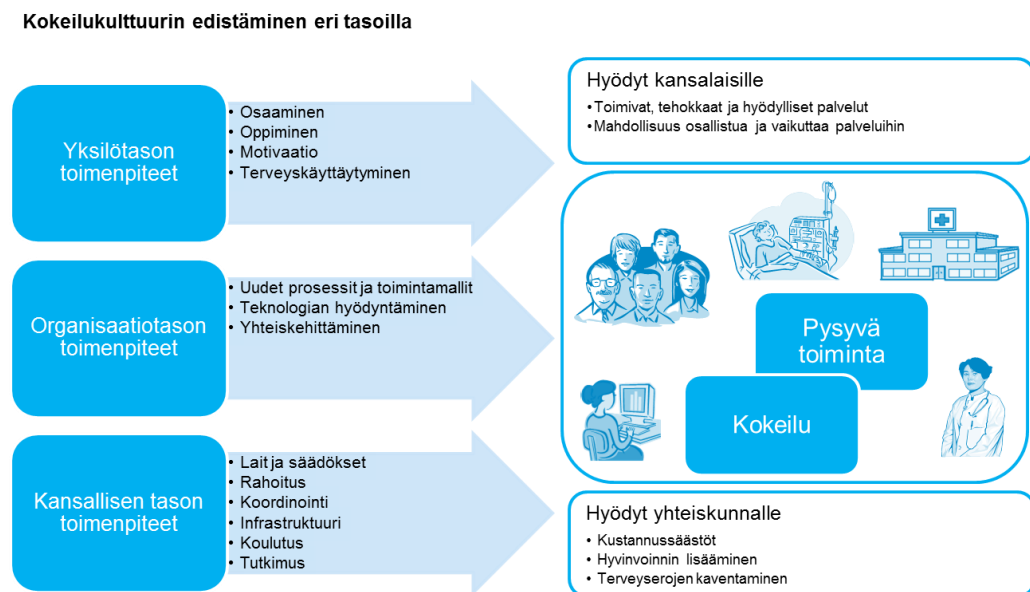 Kokeilukulttuurin edistäminen eri tasoilla
Yksilötason
toimenpiteet
• Osaaminen
• Oppiminen
• Motivaatio
• Terveyskäyttäytyminen
Organisaatiotason
toimenpiteet
• Uudet prosessit ja toimintamallit
• Teknologian hyödyntäminen
• Yhteiskehittäminen
Kansallisen tason
toimenpiteet
• Lait ja säädökset
• Rahoitus
• Koordinointi
• Infrastruktuuri
• Koulutus
• Tutkimus
Hyödyt kansalaisille
• Toimivat, tehokkaat ja hyödylliset palvelut
• Mahdollisuus osallistua ja vaikuttaa palveluihin
Pysyvä
toiminta
Kokeilu
Hyödyt yhteiskunnalle
• Kustannussäästöt
• Hyvinvoinnin lisääminen
• Terveyserojen kaventaminen